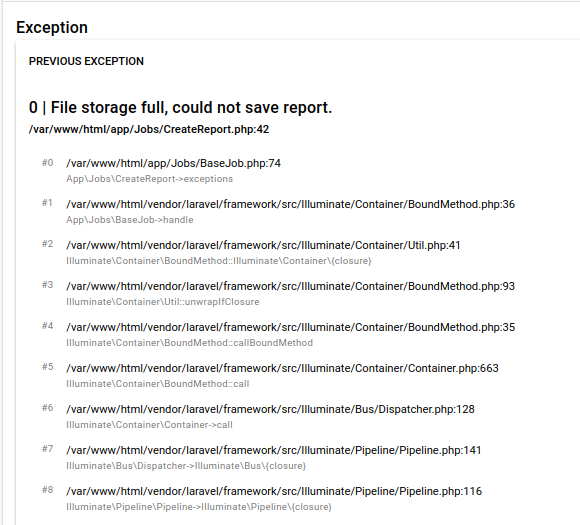 Exception
PREVIOUS EXCEPTION
0 | File storage full, could not save report.
/var/www/html/app/Jobs/CreateReport.php:42
#0 /var/www/html/app/Jobs/BaseJob.php:74
App\Jobs\CreateReport->exceptions
#1 /var/www/html/vendor/laravel/framework/src/Illuminate/Container/BoundMethod.php:36
App\Jobs\BaseJob->handle
#2 /var/www/html/vendor/laravel/framework/src/Illuminate/Container/Util.php:41
Illuminate\Container\BoundMethod::Illuminate\Container\{closure}
#3 /var/www/html/vendor/laravel/framework/src/Illuminate/Container/BoundMethod.php:93
Illuminate\Container\Util::unwrapIfClosure
#4 /var/www/html/vendor/laravel/framework/src/Illuminate/Container/BoundMethod.php:35
Illuminate\Container\BoundMethod::callBoundMethod
#5 /var/www/html/vendor/laravel/framework/src/Illuminate/Container/Container.php:663
Illuminate\Container\BoundMethod::call
#6 /var/www/html/vendor/laravel/framework/src/Illuminate/Bus/Dispatcher.php:128
Illuminate\Container\Container->call
#7 /var/www/html/vendor/laravel/framework/src/Illuminate/Pipeline/Pipeline.php:141
Illuminate\Bus\Dispatcher->Illuminate\Bus\{closure}
#8 /var/www/html/vendor/laravel/framework/src/Illuminate/Pipeline/Pipeline.php:116
Illuminate\Pipeline\Pipeline->Illuminate\Pipeline\{closure}